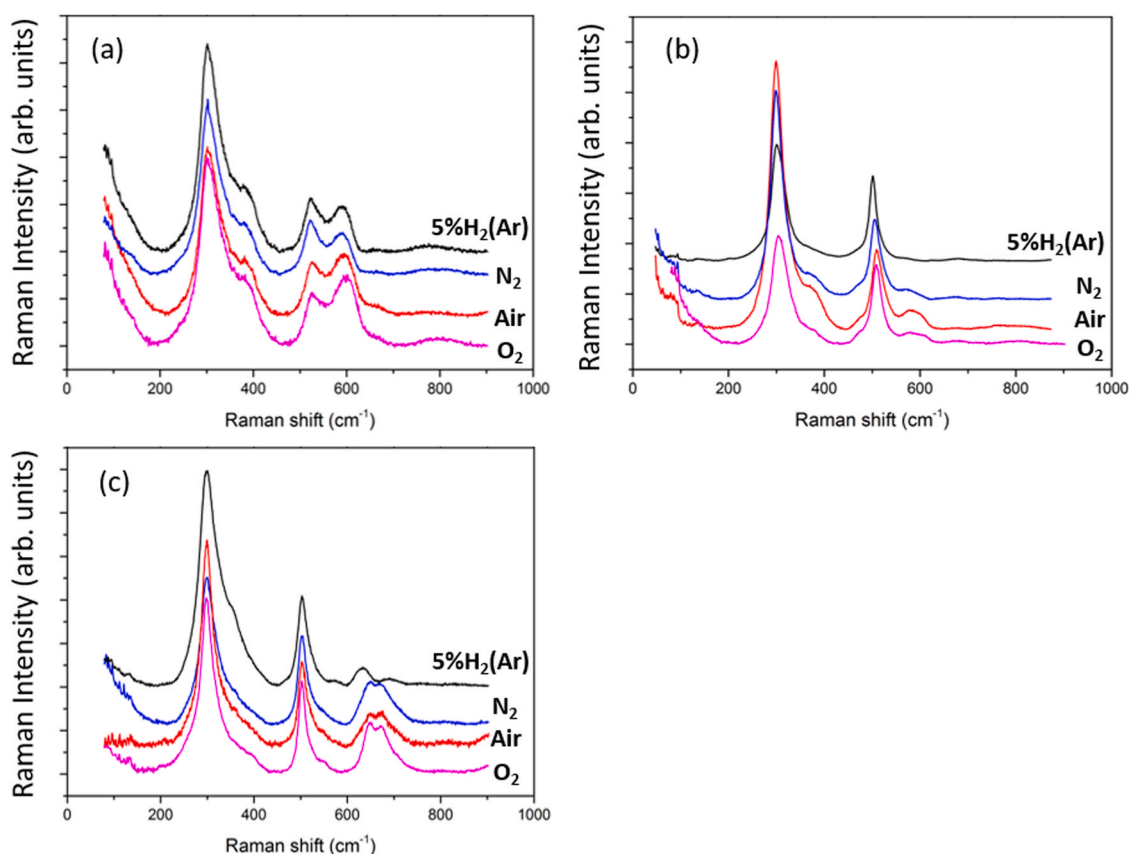 (a)
Raman Intensity (arb. units)
5%H₂(Ar)
N₂
Air
O₂
0 200 400 600 800 1000
Raman shift (cm⁻¹)
(b)
Raman Intensity (arb. units)
5%H₂(Ar)
N₂
Air
O₂
0 200 400 600 800 1000
Raman shift (cm⁻¹)
(c)
Raman Intensity (arb. units)
5%H₂(Ar)
N₂
Air
O₂
0 200 400 600 800 1000
Raman shift (cm⁻¹)